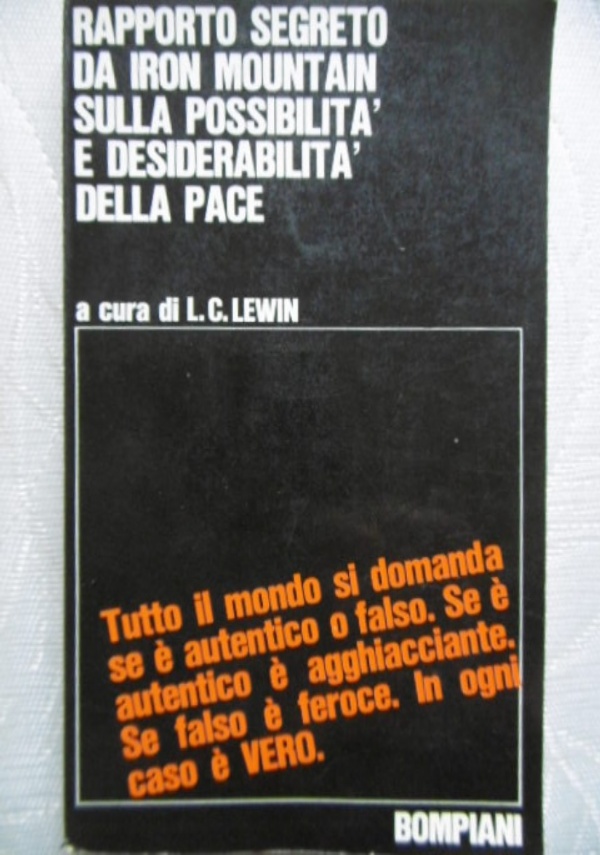 RAPPORTO SEGRETO
DA IRON MOUNTAIN
SULLA POSSIBILITA'
E DESIDERABILITA'
DELLA PACE
a cura di L.C. LEWIN
Tutto il mondo si domanda
se è autentico o falso. Se è
autentico è agghiacciante.
Se falso è feroce. In ogni
caso è VERO.
BOMPIANI